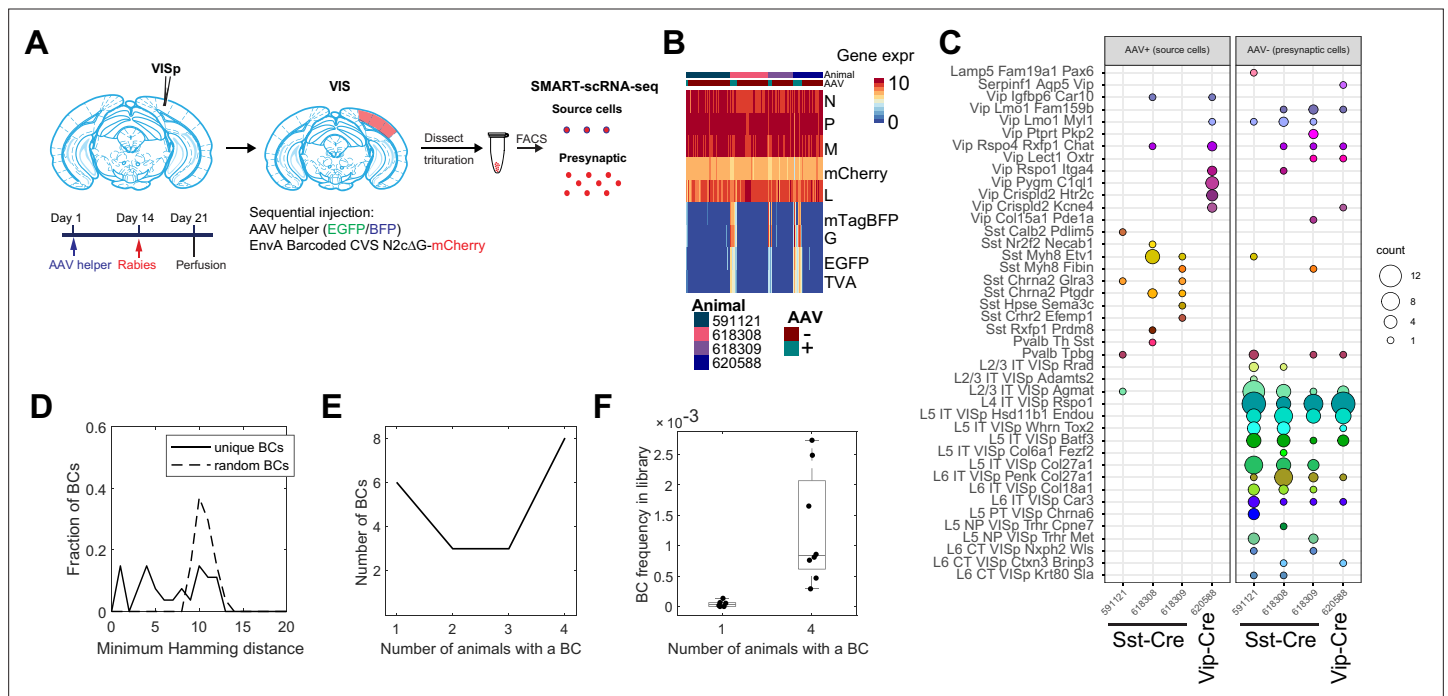 A
VISp
VIS
SMART-scRNA-seq
Source cells
Dissect
trituration
FACS
Presynaptic
Day 1
Day 14
Day 21
AAV helper
Rabies
Perfusion
Sequential injection:
AAV helper (EGFP/BFP)
EnvA Barcoded CVS N2cΔG-mCherry
B
Gene expr
10
5
0
Animal
AAV
N
P
M
mCherry
L
mTagBFP
G
EGFP
TVA
Animal
591121
618308
618309
620588
AAV
-
+
C
AAV+ (source cells)
AAV- (presynaptic cells)
Lamp5 Fam19a1 Pax6
Serpinf1 Aqp5 Vip
Vip Igfbp6 Car10
Vip Lmo1 Fam159b
Vip Lmo1 Myl1
Vip Ptprt Pkp2
Vip Rspo4 Rxfp1 Chat
Vip Lect1 Oxtr
Vip Rspo1 Itga4
Vip Pygm C1ql1
Vip Crispld2 Htr2c
Vip Crispld2 Kcne4
Vip Col15a1 Pde1a
Sst Calb2 Pdlim5
Sst Nr2f2 Necab1
Sst Myh8 Etv1
Sst Myh8 Fibin
Sst Chrna2 Glra3
Sst Chrna2 Ptgdr
Sst Hpse Sema3c
Sst Crhr2 Efemp1
Sst Rxfp1 Prdm8
Pvalb Th Sst
Pvalb Tpbg
L2/3 IT VISp Rrad
L2/3 IT VISp Adamts2
L2/3 IT VISp Agmat
L4 IT VISp Rspo1
L5 IT VISp Hsd11b1 Endou
L5 IT VISp Whrn Tox2
L5 IT VISp Batf3
L5 IT VISp Col6a1 Fezf2
L5 IT VISp Col27a1
L6 IT VISp Penk Col27a1
L6 IT VISp Col18a1
L6 IT VISp Car3
L5 PT VISp Chrna6
L5 NP VISp Trhr Cpne7
L5 NP VISp Trhr Met
L6 CT VISp Nxph2 Wls
L6 CT VISp Ctxn3 Brinp3
L6 CT VISp Krt80 Sla
591121
618308
618309
620588
591121
618308
618309
620588
Sst-Cre
Vip-Cre
Sst-Cre
Vip-Cre
count
12
8
4
1
D
0.6
0.4
0.2
0
Fraction of BCs
unique BCs
random BCs
0 5 10 15 20
Minimum Hamming distance
E
8
6
4
2
Number of BCs
1 2 3 4
Number of animals with a BC
F
× 10^-3
2.5
2
1.5
1
0.5
0
BC frequency in library
1 4
Number of animals with a BC